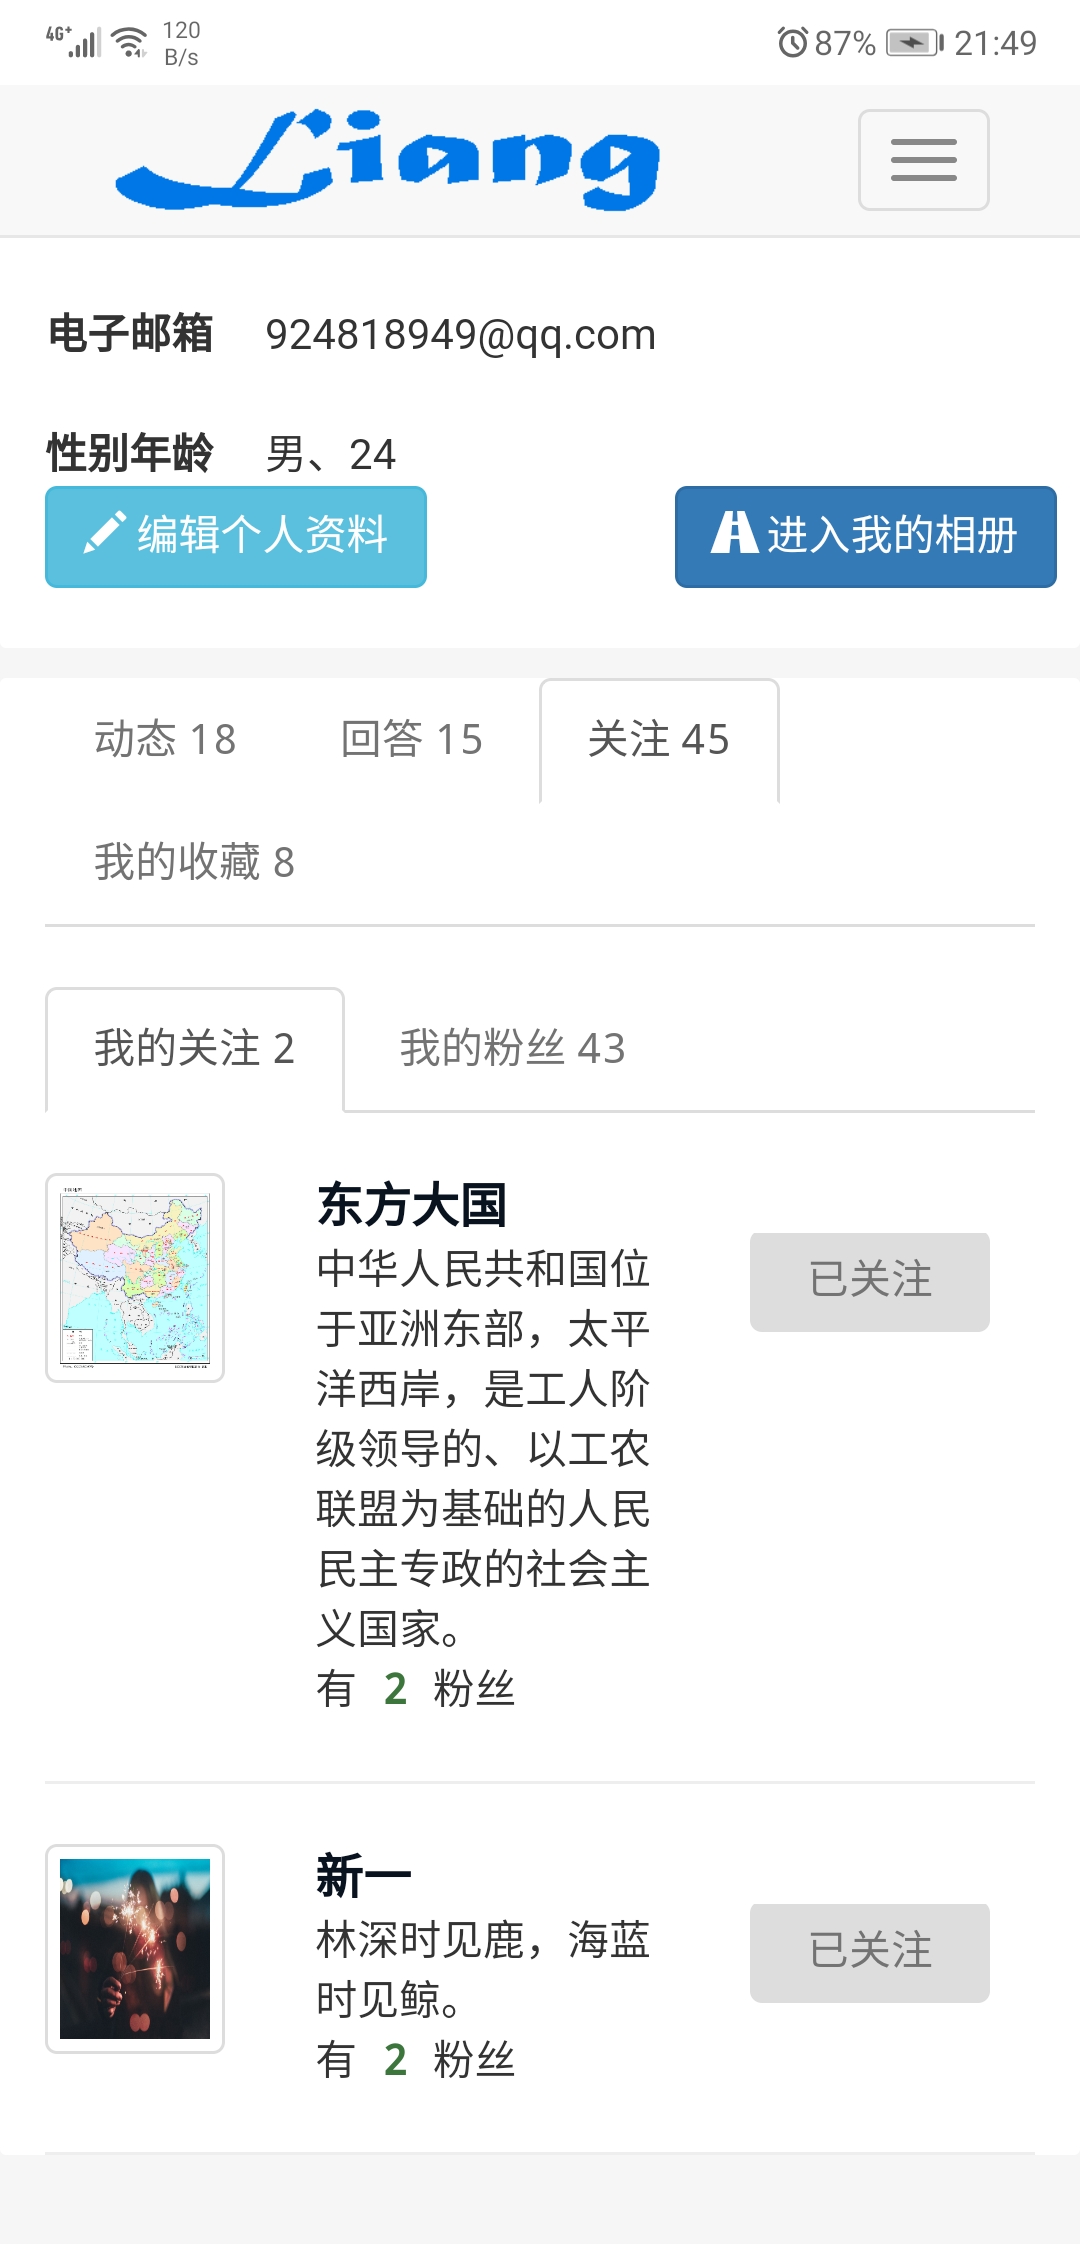 4G+
120
B/s
87%
21:49
Liang
电子邮箱 924818949@qq.com
性别年龄 男、24
编辑个人资料
进入我的相册
动态 18
回答 15
关注 45
我的收藏 8
我的关注 2
我的粉丝 43
东方大国
中华人民共和国位
于亚洲东部，太平
洋西岸，是工人阶
级领导的、以工农
联盟为基础的人民
民主专政的社会主
义国家。
有 2 粉丝
已关注
新一
林深时见鹿，海蓝
时见鲸。
有 2 粉丝
已关注